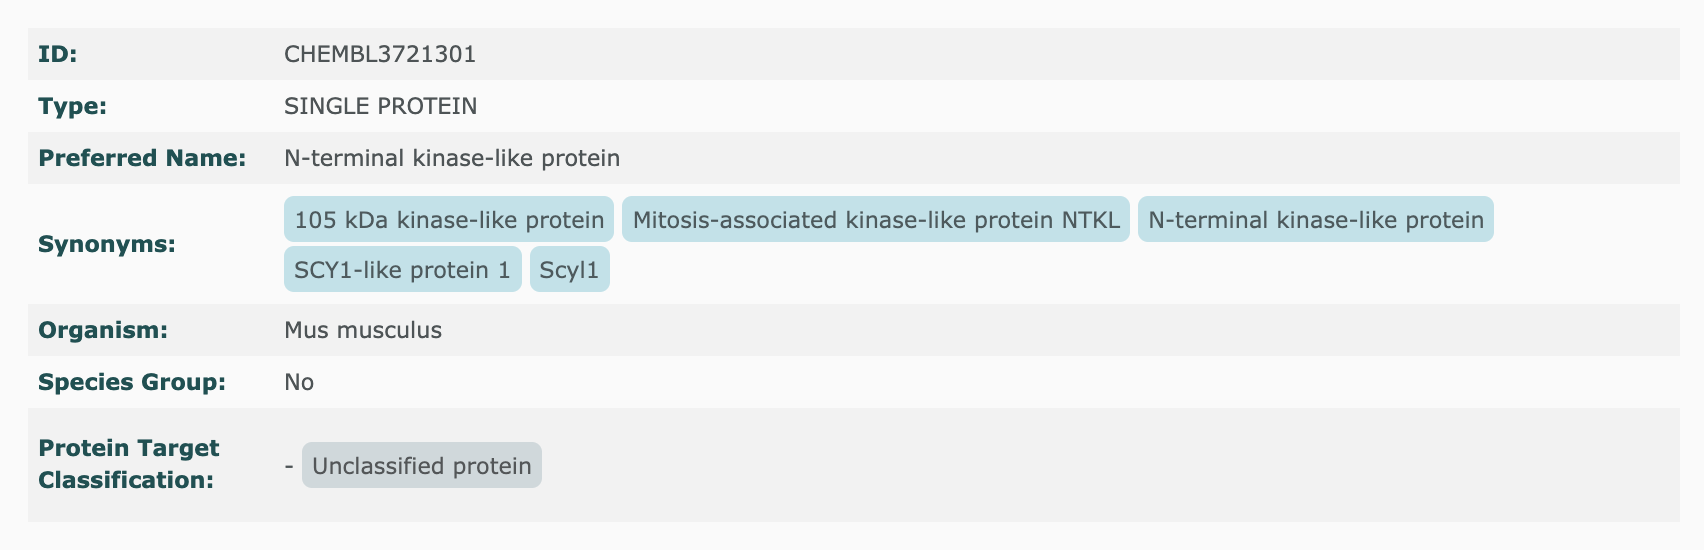 ID: CHEMBL3721301
Type: SINGLE PROTEIN
Preferred Name: N-terminal kinase-like protein
Synonyms: 105 kDa kinase-like protein Mitosis-associated kinase-like protein NTKL N-terminal kinase-like protein
SCY1-like protein 1 Scyl1
Organism: Mus musculus
Species Group: No
Protein Target
Classification: - Unclassified protein